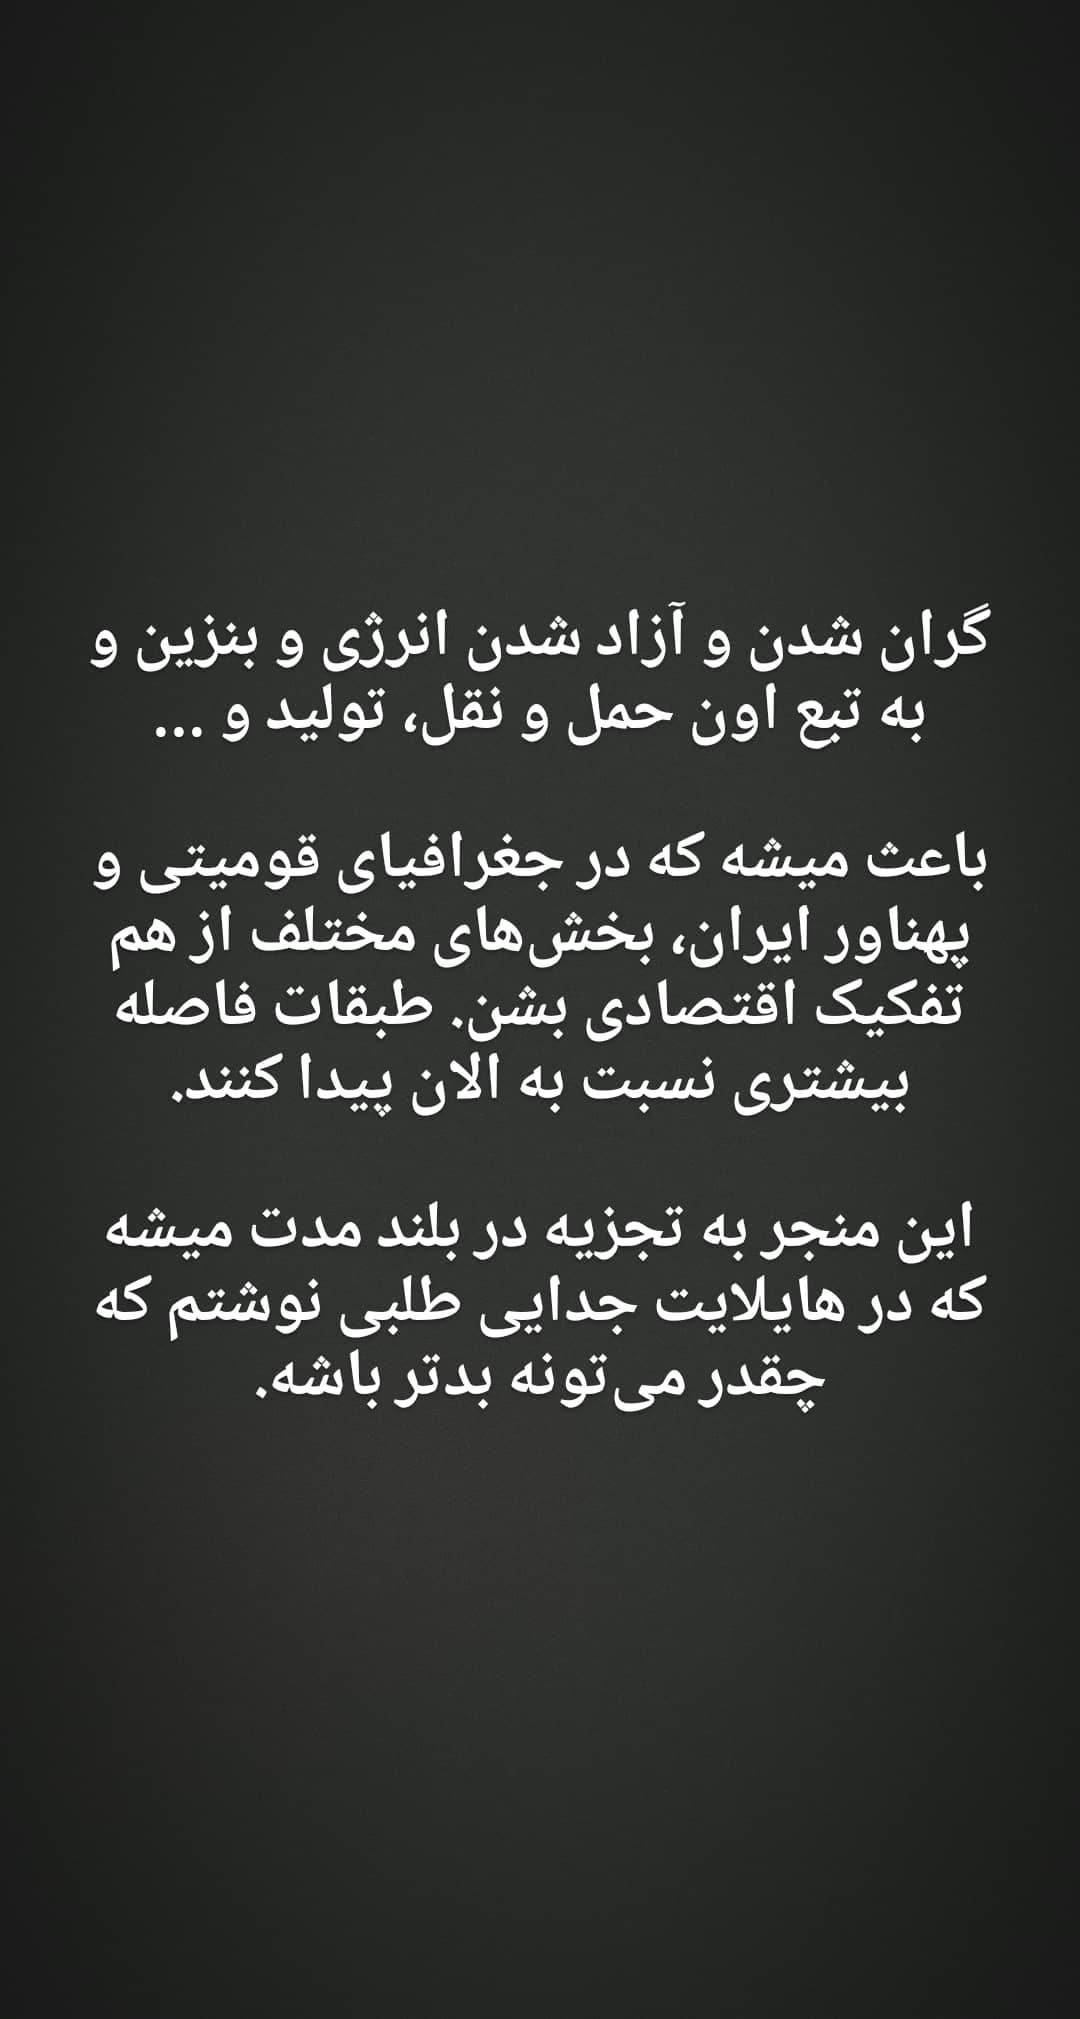 گران شدن و آزاد شدن انرژی و بنزین و
به تبع اون حمل و نقل، تولید و ...
باعث میشه که در جغرافیای قومیتی و
پهناور ایران، بخش‌های مختلف از هم
تفکیک اقتصادی بشن. طبقات فاصله
بیشتری نسبت به الان پیدا کنند.
این منجر به تجزیه در بلند مدت میشه
که در هایلایت جدایی طلبی نوشتم که
چقدر می‌تونه بدتر باشه.